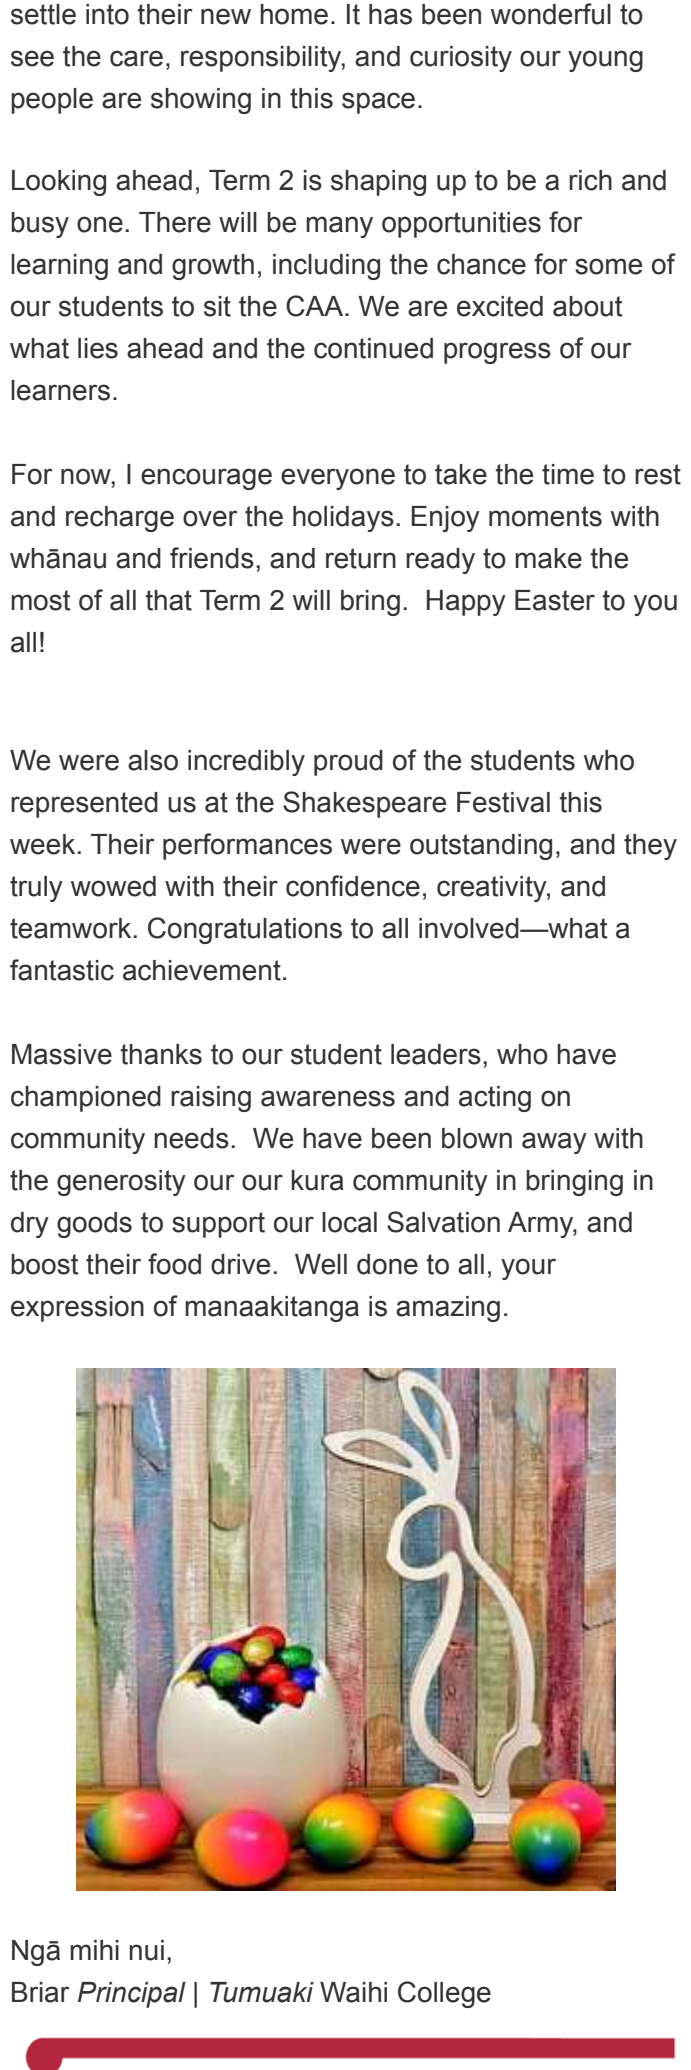 settle into their new home. It has been wonderful to
see the care, responsibility, and curiosity our young
people are showing in this space.
Looking ahead, Term 2 is shaping up to be a rich and
busy one. There will be many opportunities for
learning and growth, including the chance for some of
our students to sit the CAA. We are excited about
what lies ahead and the continued progress of our
learners.
For now, I encourage everyone to take the time to rest
and recharge over the holidays. Enjoy moments with
whānau and friends, and return ready to make the
most of all that Term 2 will bring.  Happy Easter to you
all!
We were also incredibly proud of the students who
represented us at the Shakespeare Festival this
week. Their performances were outstanding, and they
truly wowed with their confidence, creativity, and
teamwork. Congratulations to all involved—what a
fantastic achievement.
Massive thanks to our student leaders, who have
championed raising awareness and acting on
community needs.  We have been blown away with
the generosity our our kura community in bringing in
dry goods to support our local Salvation Army, and
boost their food drive.  Well done to all, your
expression of manaakitanga is amazing.
Ngā mihi nui,
Briar Principal | Tumuaki Waihi College